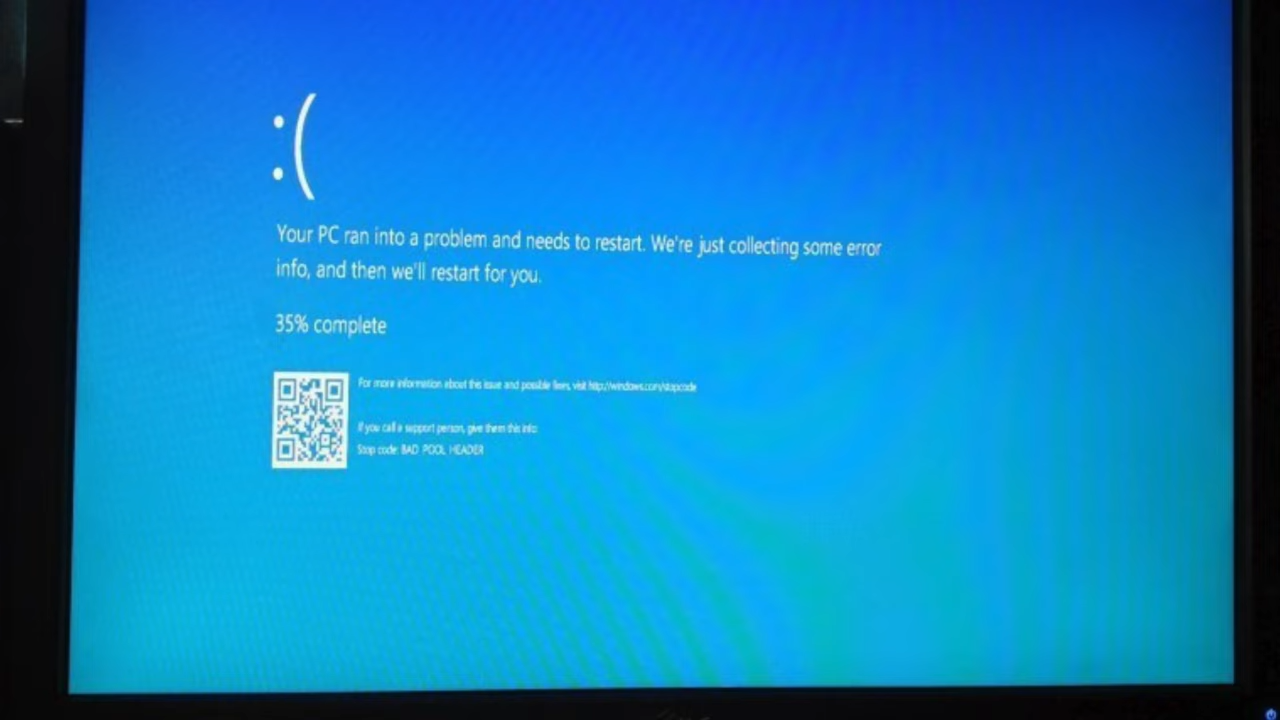 :(
Your PC ran into a problem and needs to restart. We're just collecting some error
info, and then we'll restart for you.
35% complete
For more information about this issue and possible fixes, visit http://windows.com/stopcode
If you call a support person, give them this info:
Stop code: BAD POOL HEADER